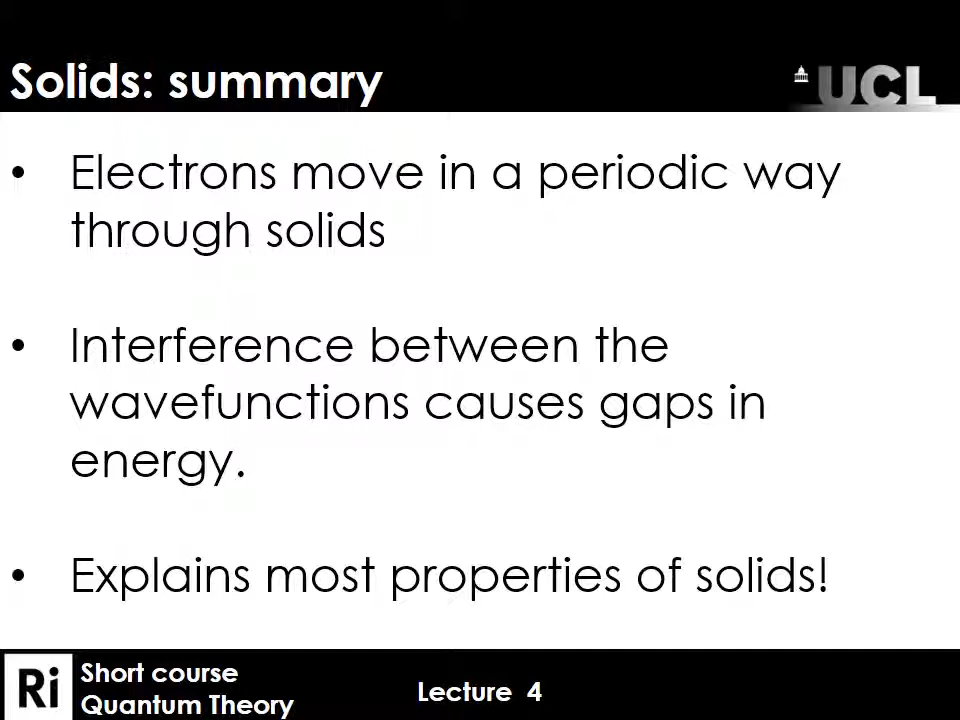 Solids: summary
UCL
• Electrons move in a periodic way
through solids
• Interference between the
wavefunctions causes gaps in
energy.
• Explains most properties of solids!
Ri
Short course
Quantum Theory
Lecture 4